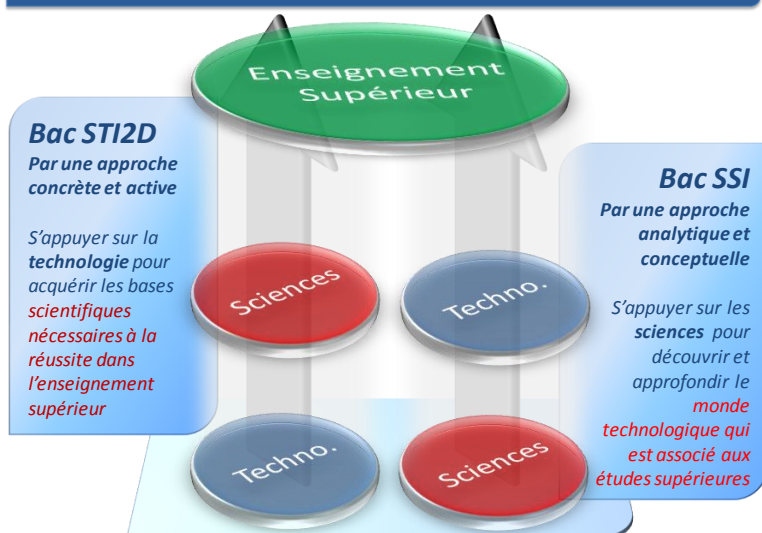 Enseignement
Supérieur
Bac STI2D
Par une approche
concrète et active
S'appuyer sur la
technologie pour
acquérir les bases
scientifiques
nécessaires à la
réussite dans
l'enseignement
supérieur
Bac SSI
Par une approche
analytique et
conceptuelle
S'appuyer sur les
sciences pour
découvrir et
approfondir le
monde
technologique qui
est associé aux
études supérieures
Sciences
Techno.
Techno.
Sciences